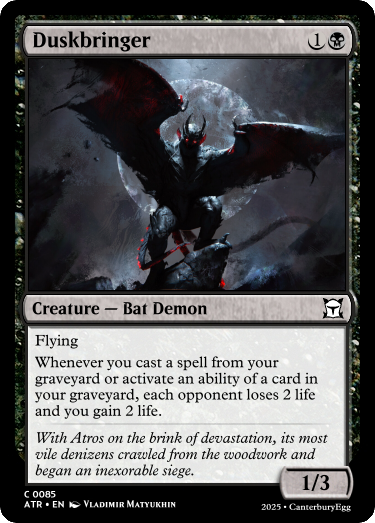 Duskbringer 1
Creature — Bat Demon
Flying
Whenever you cast a spell from your
graveyard or activate an ability of a card in
your graveyard, each opponent loses 2 life
and you gain 2 life.
With Atros on the brink of devastation, its most
vile denizens crawled from the woodwork and
began an inexorable siege.
1/3
C 0085
ATR • EN Vladimir Matyukhin
2025 • CanterburyEgg